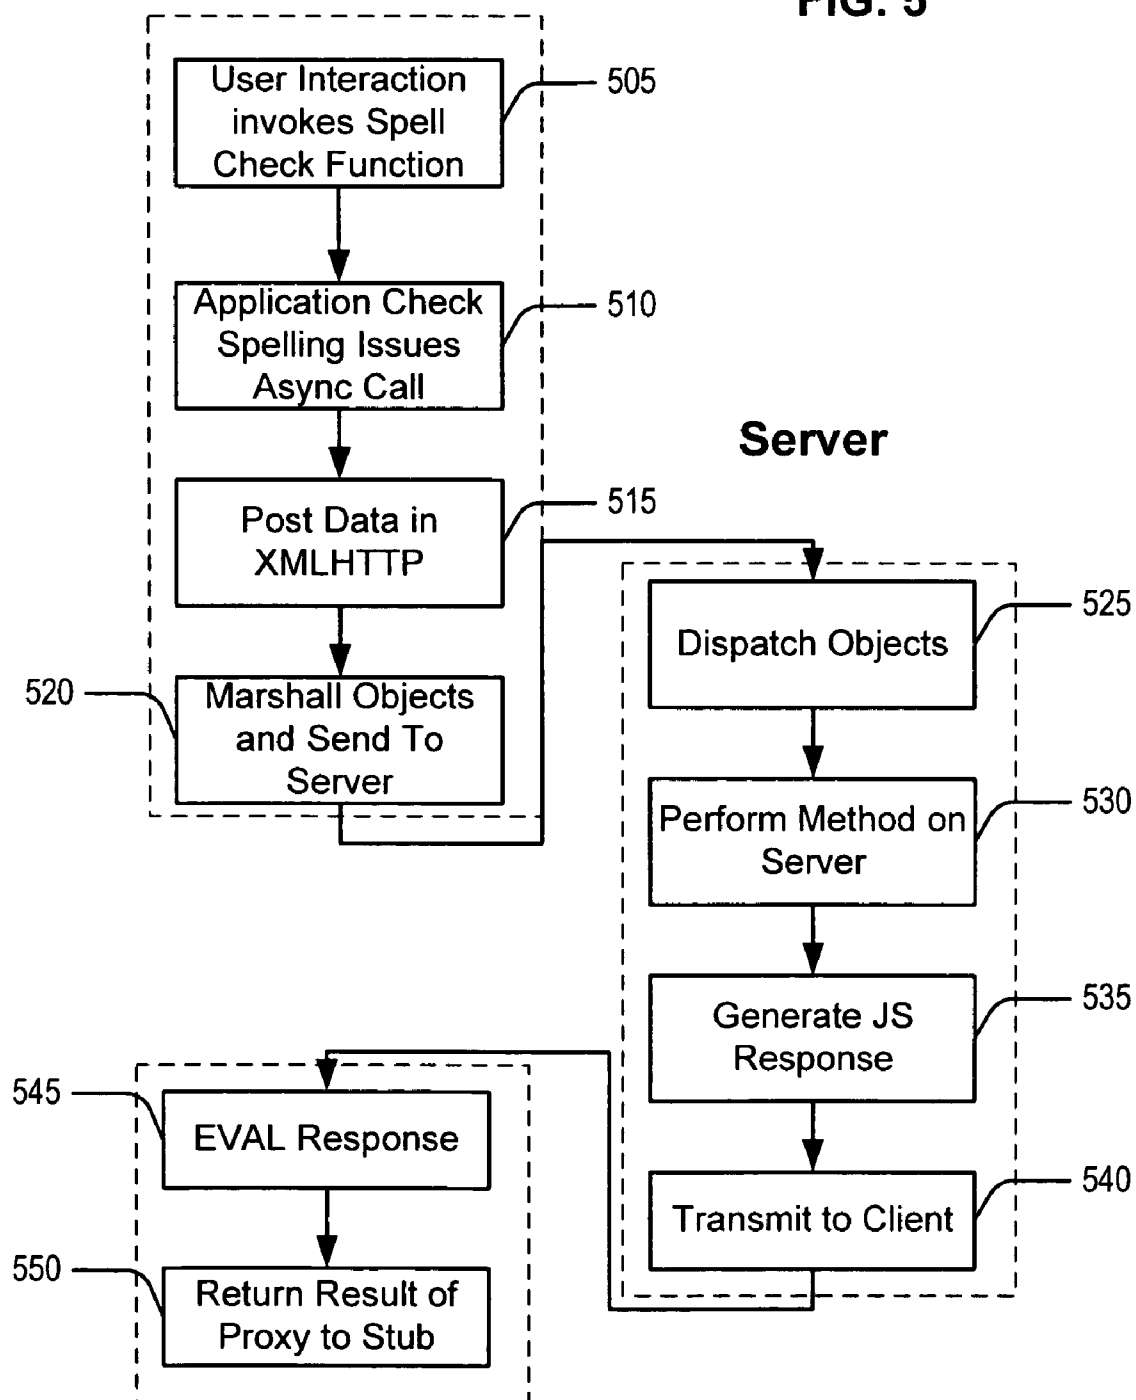 FIG. 5
User Interaction
invokes Spell
Check Function
505
Application Check
Spelling Issues
Async Call
510
Post Data in
XMLHTTP
515
520
Marshall Objects
and Send To
Server
Server
Dispatch Objects
525
Perform Method on
Server
530
Generate JS
Response
535
Transmit to Client
540
545
EVAL Response
550
Return Result of
Proxy to Stub